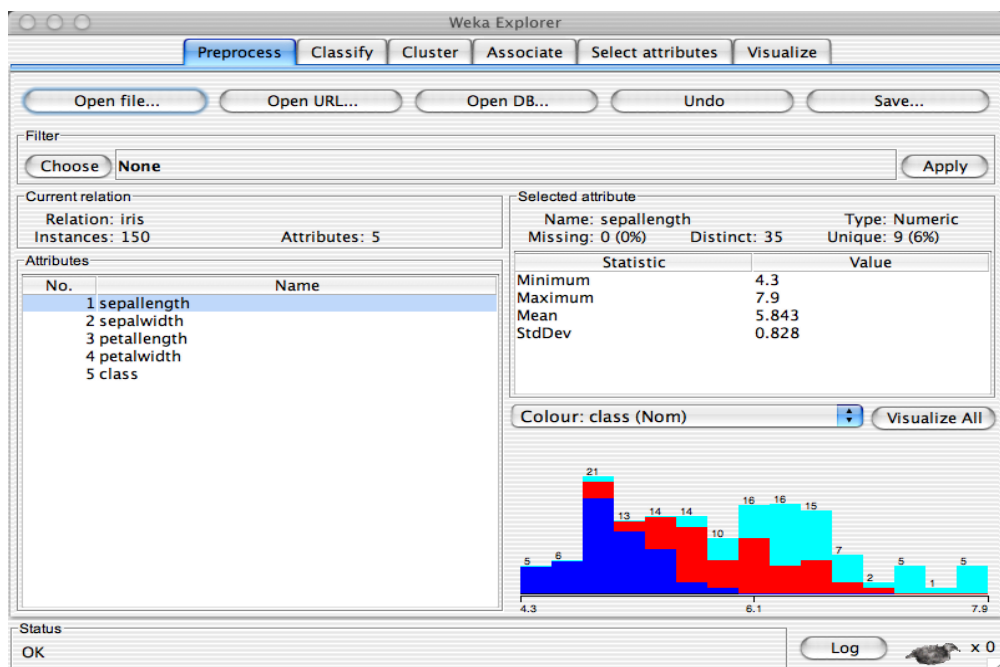 Weka Explorer
Preprocess Classify Cluster Associate Select attributes Visualize
Open file... Open URL... Open DB... Undo Save...
Filter
Choose None Apply
Current relation
Relation: iris
Instances: 150 Attributes: 5
Attributes
No. Name
1 sepallength
2 sepalwidth
3 petallength
4 petalwidth
5 class
Selected attribute
Name: sepallength Type: Numeric
Missing: 0 (0%) Distinct: 35 Unique: 9 (6%)
Statistic Value
Minimum 4.3
Maximum 7.9
Mean 5.843
StdDev 0.828
Colour: class (Nom) Visualize All
5 6 21 13 14 14 10 16 16 15 7 2 5 1 5
4.3 6.1 7.9
Status
OK Log x 0